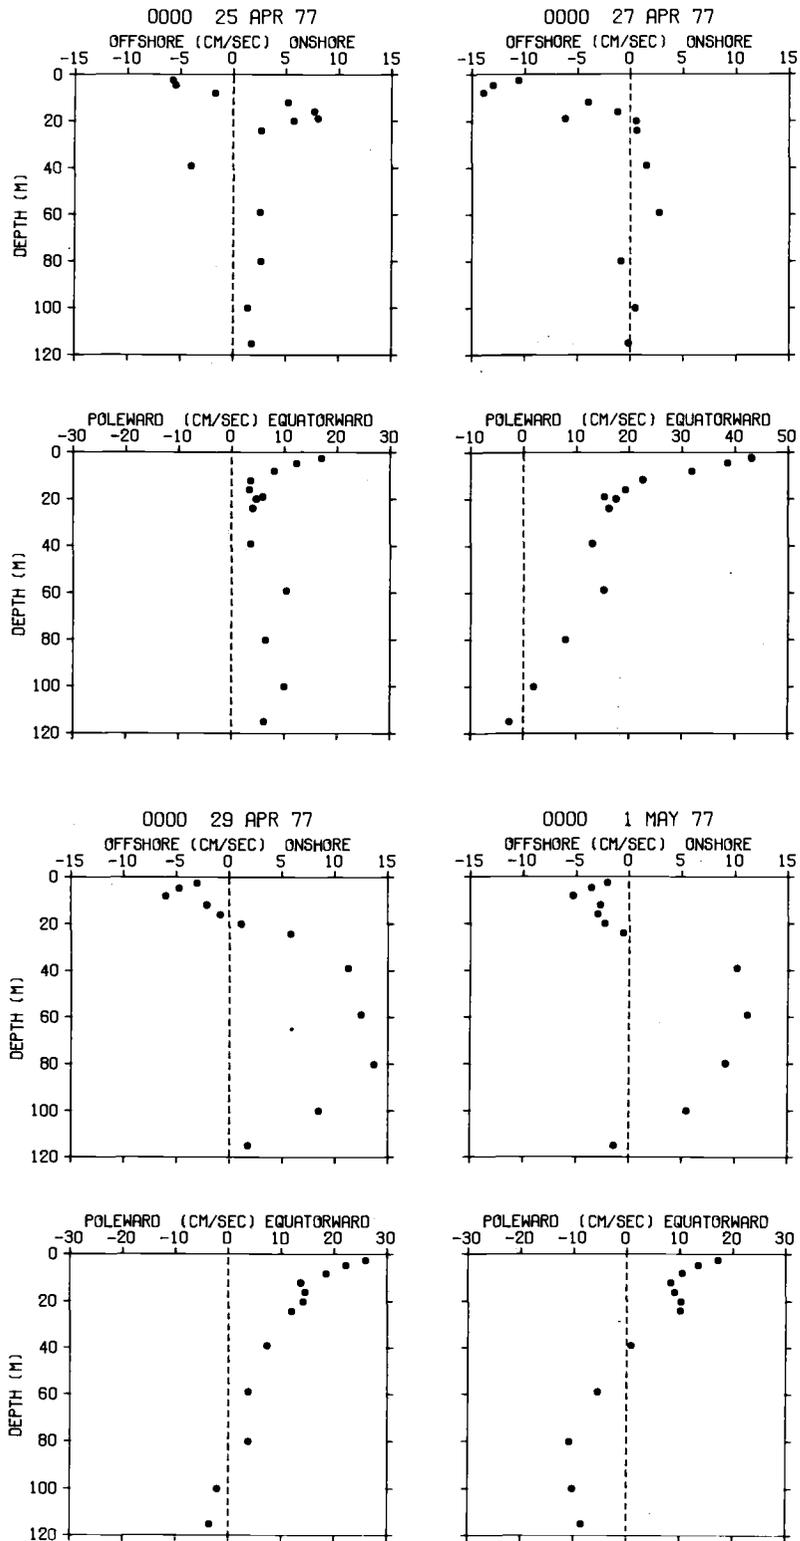 0000 25 APR 77
OFFSHORE (CM/SEC) ONSHORE
-15 -10 -5 0 5 10 15
0
20
40
60
80
100
120
DEPTH (M)
0000 27 APR 77
OFFSHORE (CM/SEC) ONSHORE
-15 -10 -5 0 5 10 15
POLEWARD (CM/SEC) EQUATORWARD
-30 -20 -10 0 10 20 30
0
20
40
60
80
100
120
DEPTH (M)
POLEWARD (CM/SEC) EQUATORWARD
-10 0 10 20 30 40 50
0000 29 APR 77
OFFSHORE (CM/SEC) ONSHORE
-15 -10 -5 0 5 10 15
0
20
40
60
80
100
120
DEPTH (M)
0000 1 MAY 77
OFFSHORE (CM/SEC) ONSHORE
-15 -10 -5 0 5 11 15
POLEWARD (CM/SEC) EQUATORWARD
-30 -20 -10 0 10 20 30
0
20
40
60
80
100
120
DEPTH (M)
POLEWARD (CM/SEC) EQUATORWARD
-30 -20 -10 0 10 20 30